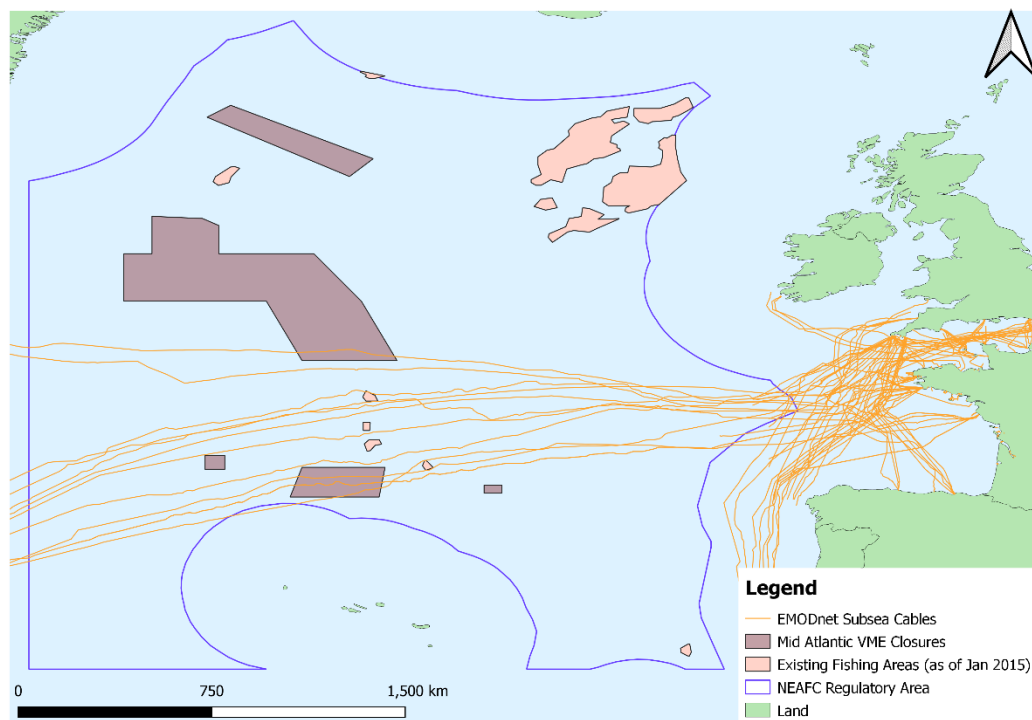 Legend
EMODnet Subsea Cables
Mid Atlantic VME Closures
Existing Fishing Areas (as of Jan 2015)
NEAFC Regulatory Area
Land
0 750 1,500 km